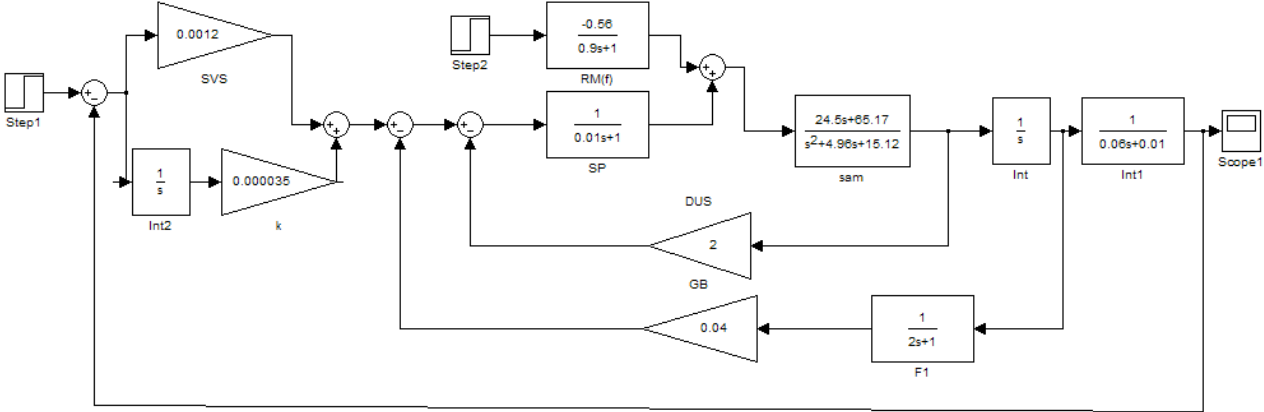 0.0012
SVS
Step1
+
−
1
s
Int2
0.000035
k
+
+
+
−
+
−
Step2
-0.56
0.9s+1
RM(f)
1
0.01s+1
SP
+
+
24.5s+65.17
s²+4.96s+15.12
sam
1
s
Int
1
0.06s+0.01
Int1
Scope1
DUS
2
GB
0.04
1
2s+1
F1